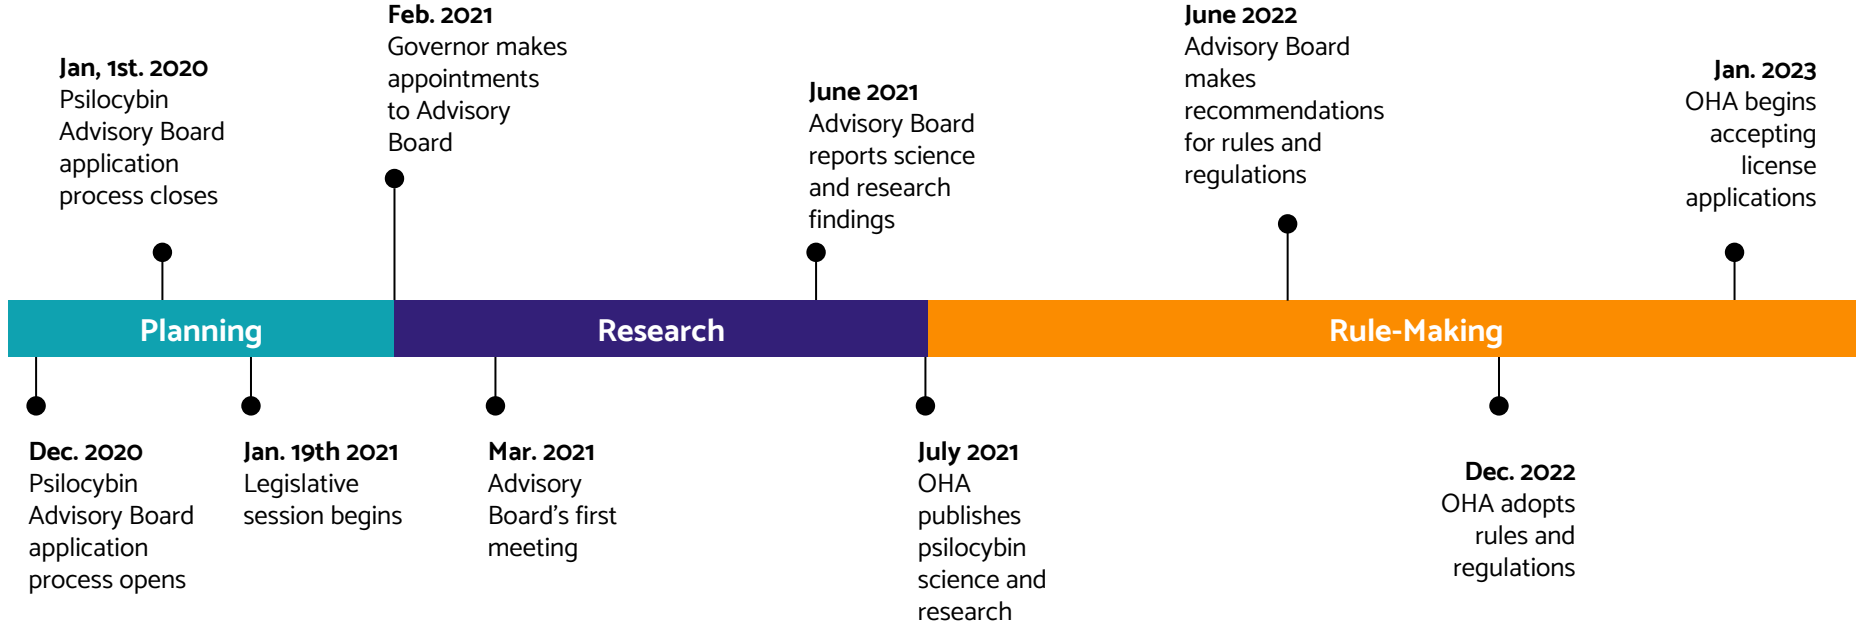 Feb. 2021
Governor makes
appointments
to Advisory
Board
June 2022
Advisory Board
makes
recommendations
for rules and
regulations
Jan, 1st. 2020
Psilocybin
Advisory Board
application
process closes
June 2021
Advisory Board
reports science
and research
findings
Jan. 2023
OHA begins
accepting
license
applications
Planning
Research
Rule-Making
Dec. 2020
Psilocybin
Advisory Board
application
process opens
Jan. 19th 2021
Legislative
session begins
Mar. 2021
Advisory
Board's first
meeting
July 2021
OHA
publishes
psilocybin
science and
research
Dec. 2022
OHA adopts
rules and
regulations